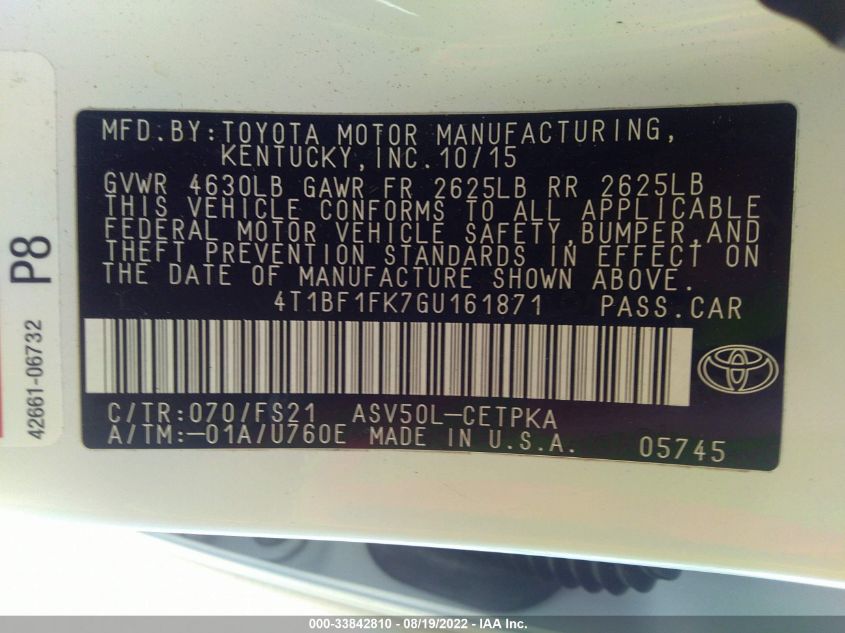 MFD.BY:TOYOTA MOTOR MANUFACTURING,
KENTUCKY,INC.10/15
GVWR 4630LB GAWR FR 2625LB RR 2625LB
THIS VEHICLE CONFORMS TO ALL APPLICABLE
FEDERAL MOTOR VEHICLE SAFETY,BUMPER,AND
THEFT PREVENTION STANDARDS IN EFFECT ON
THE DATE OF MANUFACTURE SHOWN ABOVE.
4T1BF1FK7GU161871 PASS.CAR
C/TR:070/FS21 ASV50L-CETPKA
A/TM:-01A/U760E MADE IN U.S.A. 05745
P8
42661-06732
000-33842810 - 08/19/2022 - IAA Inc.